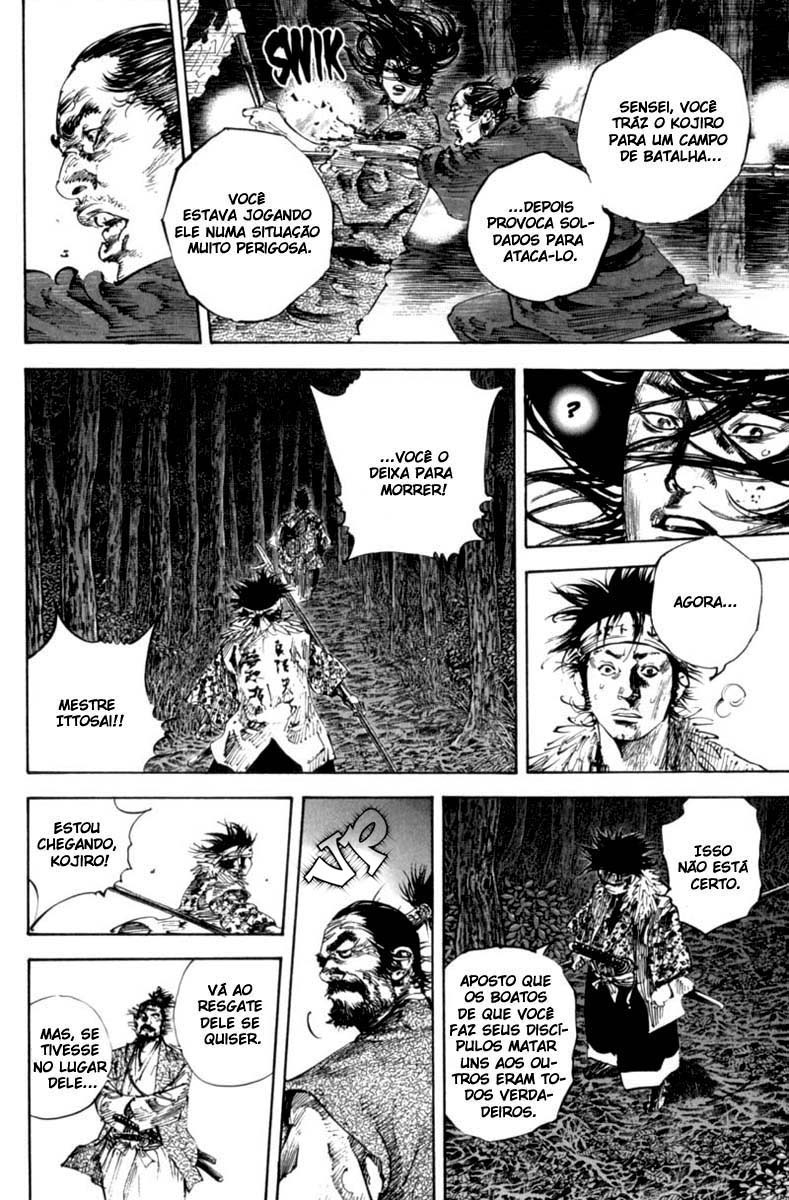 SENSEI, VOCÊ
TRÁZ O KOJIRO
PARA UM CAMPO
DE BATALHA...
SWIK
...DEPOIS
PROVOCA SOL-
DADOS PARA
ATACA-LO.
VOCÊ
ESTAVA JOGANDO
ELE NUMA SITUAÇÃO
MUITO PERIGOSA.
?
AGORA...
...VOCÊ O
DEIXA PARA
MORRER!
MESTRE
ITTOSAI!!
ISSO
NÃO ESTÁ
CERTO.
APOSTO QUE
OS BOATOS
DE QUE VOCÊ
FAZ SEUS DISCÍ-
PULOS MATAR
UNS AOS OU-
TROS ERAM TO-
DOS VERDA-
DEIROS.
VP
ESTOU
CHEGANDO,
KOJIRO!
VÁ AO
RESGATE
DELE SE
QUISER.
MAS, SE
TIVESSE
NO LUGAR
DELE...